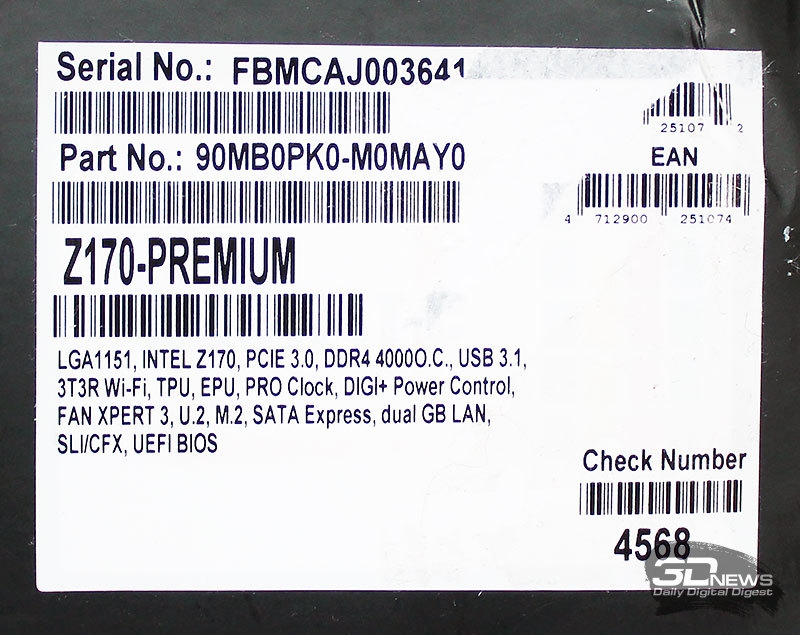 Serial No.: FBMCAJ003641
25107 2
Part No.: 90MB0PK0-M0MAY0
EAN
4 712900 251074
Z170-PREMIUM
LGA1151, INTEL Z170, PCIE 3.0, DDR4 4000O.C., USB 3.1,
3T3R Wi-Fi, TPU, EPU, PRO Clock, DIGI+ Power Control,
FAN XPERT 3, U.2, M.2, SATA Express, dual GB LAN,
SLI/CFX, UEFI BIOS
Check Number
4568
3DNEWS
Daily Digital Digest